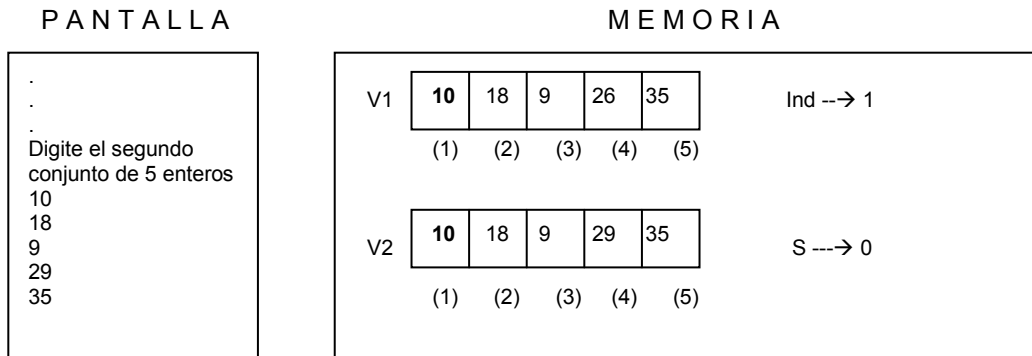 P A N T A L L A
M E M O R I A
.
.
.
Digite el segundo
conjunto de 5 enteros
10
18
9
29
35
V1 10 18 9 26 35 Ind --→ 1
(1) (2) (3) (4) (5)
V2 10 18 9 29 35 S ---→ 0
(1) (2) (3) (4) (5)